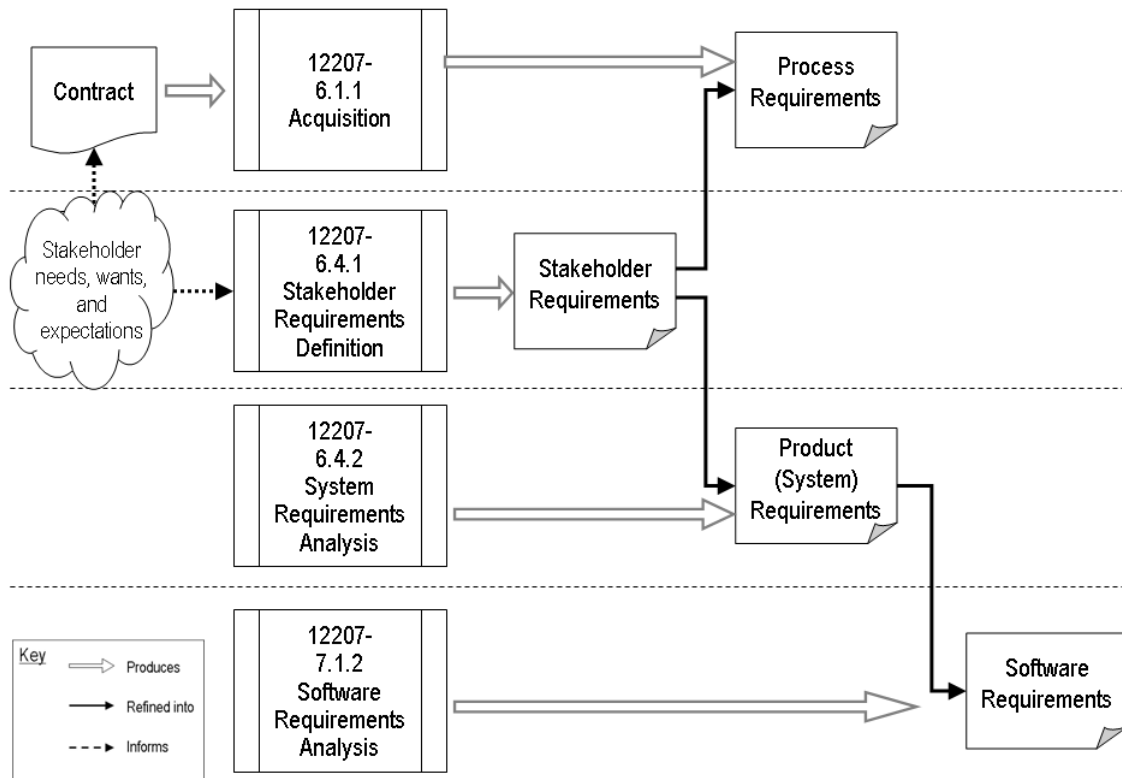 Contract
12207-
6.1.1
Acquisition
Process
Requirements
Stakeholder
needs, wants,
and
expectations
12207-
6.4.1
Stakeholder
Requirements
Definition
Stakeholder
Requirements
12207-
6.4.2
System
Requirements
Analysis
Product
(System)
Requirements
12207-
7.1.2
Software
Requirements
Analysis
Software
Requirements
Key
Produces
Refined into
Informs